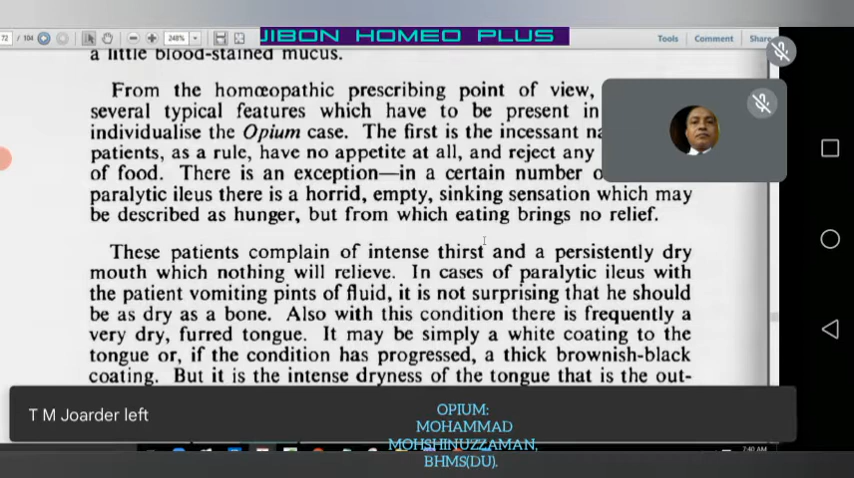 72 / 104
248%
JIBON HOMEO PLUS
Tools Comment Share
a little blood-stained mucus.
From the homœopathic prescribing point of view,
several typical features which have to be present in
individualise the Opium case. The first is the incessant na
patients, as a rule, have no appetite at all, and reject any
of food. There is an exception—in a certain number o
paralytic ileus there is a horrid, empty, sinking sensation which may
be described as hunger, but from which eating brings no relief.
These patients complain of intense thirst and a persistently dry
mouth which nothing will relieve. In cases of paralytic ileus with
the patient vomiting pints of fluid, it is not surprising that he should
be as dry as a bone. Also with this condition there is frequently a
very dry, furred tongue. It may be simply a white coating to the
tongue or, if the condition has progressed, a thick brownish-black
coating. But it is the intense dryness of the tongue that is the out-
T M Joarder left
OPIUM:
MOHAMMAD
MOHSHINUZZAMAN,
BHMS(DU).
7:40 AM